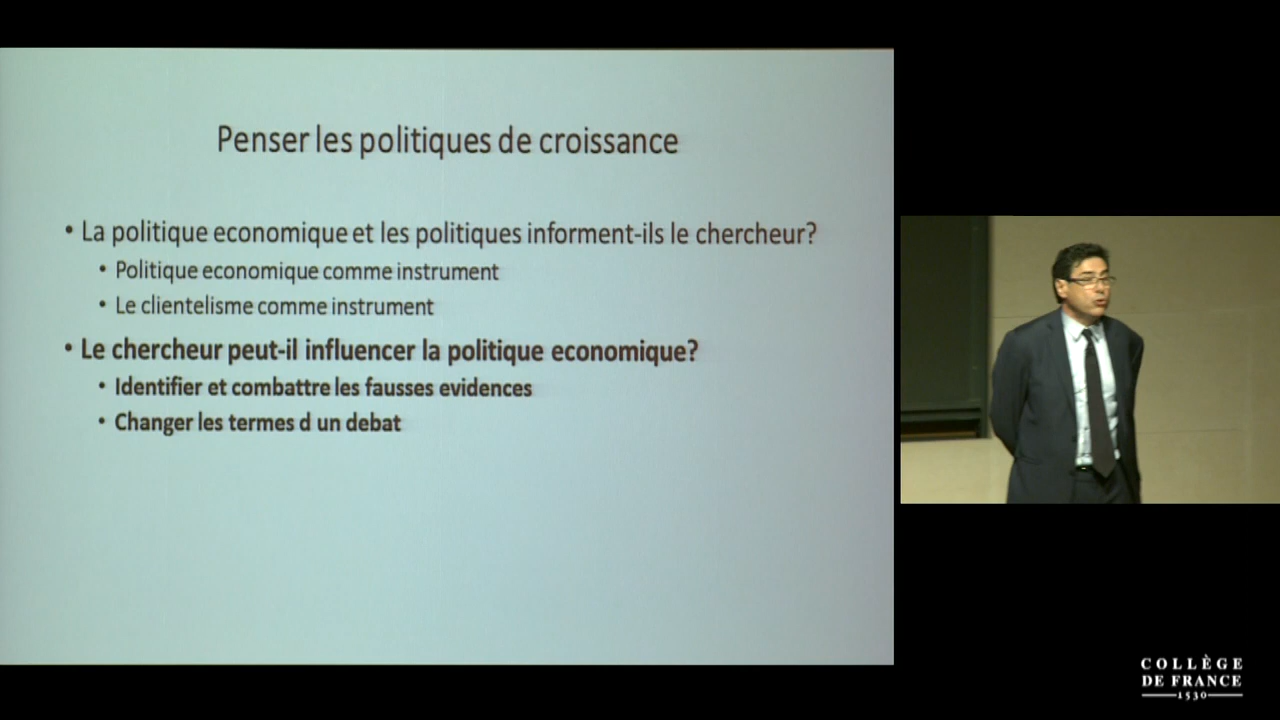 Penser les politiques de croissance
• La politique economique et les politiques informent-ils le chercheur?
• Politique economique comme instrument
• Le clientelisme comme instrument
• Le chercheur peut-il influencer la politique economique?
• Identifier et combattre les fausses evidences
• Changer les termes d un debat
COLLÈGE
DE FRANCE
1530